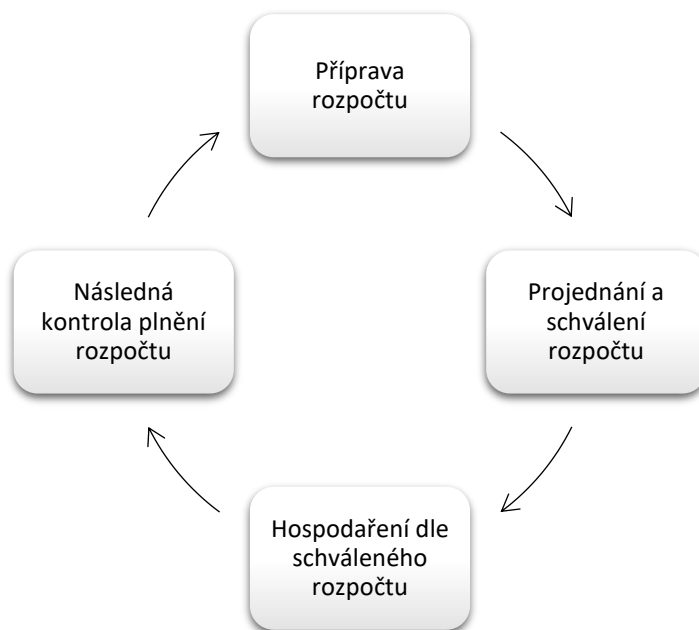 Příprava
rozpočtu
Projednání a
schválení
rozpočtu
Hospodaření dle
schváleného
rozpočtu
Následná
kontrola plnění
rozpočtu